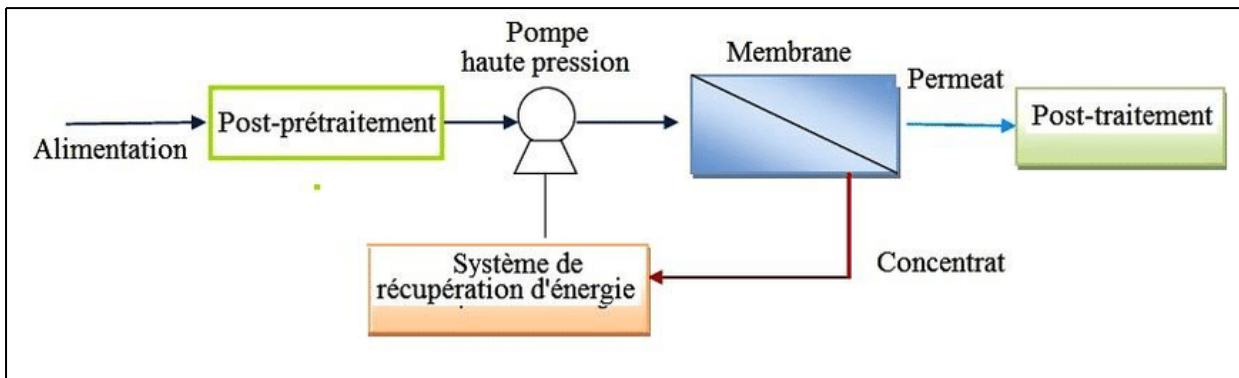 Pompe
haute pression
Membrane
Permeat
Post-prétraitement
Post-traitement
Alimentation
Système de
récupération d'énergie
Concentrat